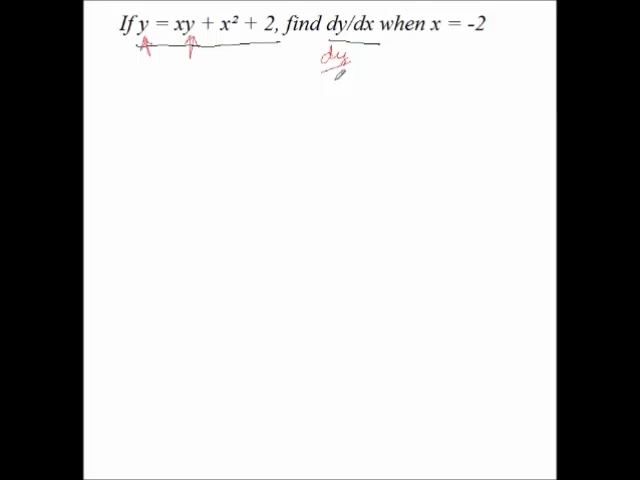 If y = xy + x² + 2, find dy/dx when x = -2
dy